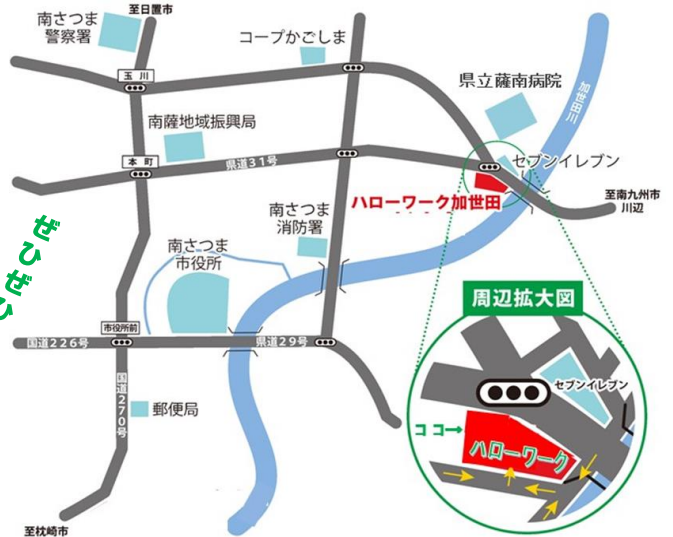 至日置市
南さつま
警察署
コープかごしま
玉川
県立薩南病院
加世田川
南薩地域振興局
本町
県道31号
セブンイレブン
ハローワーク加世田
至南九州市
川辺
南さつま
消防署
ぜひぜひ
南さつま
市役所
周辺拡大図
市役所前
国道226号
県道29号
セブンイレブン
国道270号
郵便局
ココ→
ハローワーク
至枕崎市